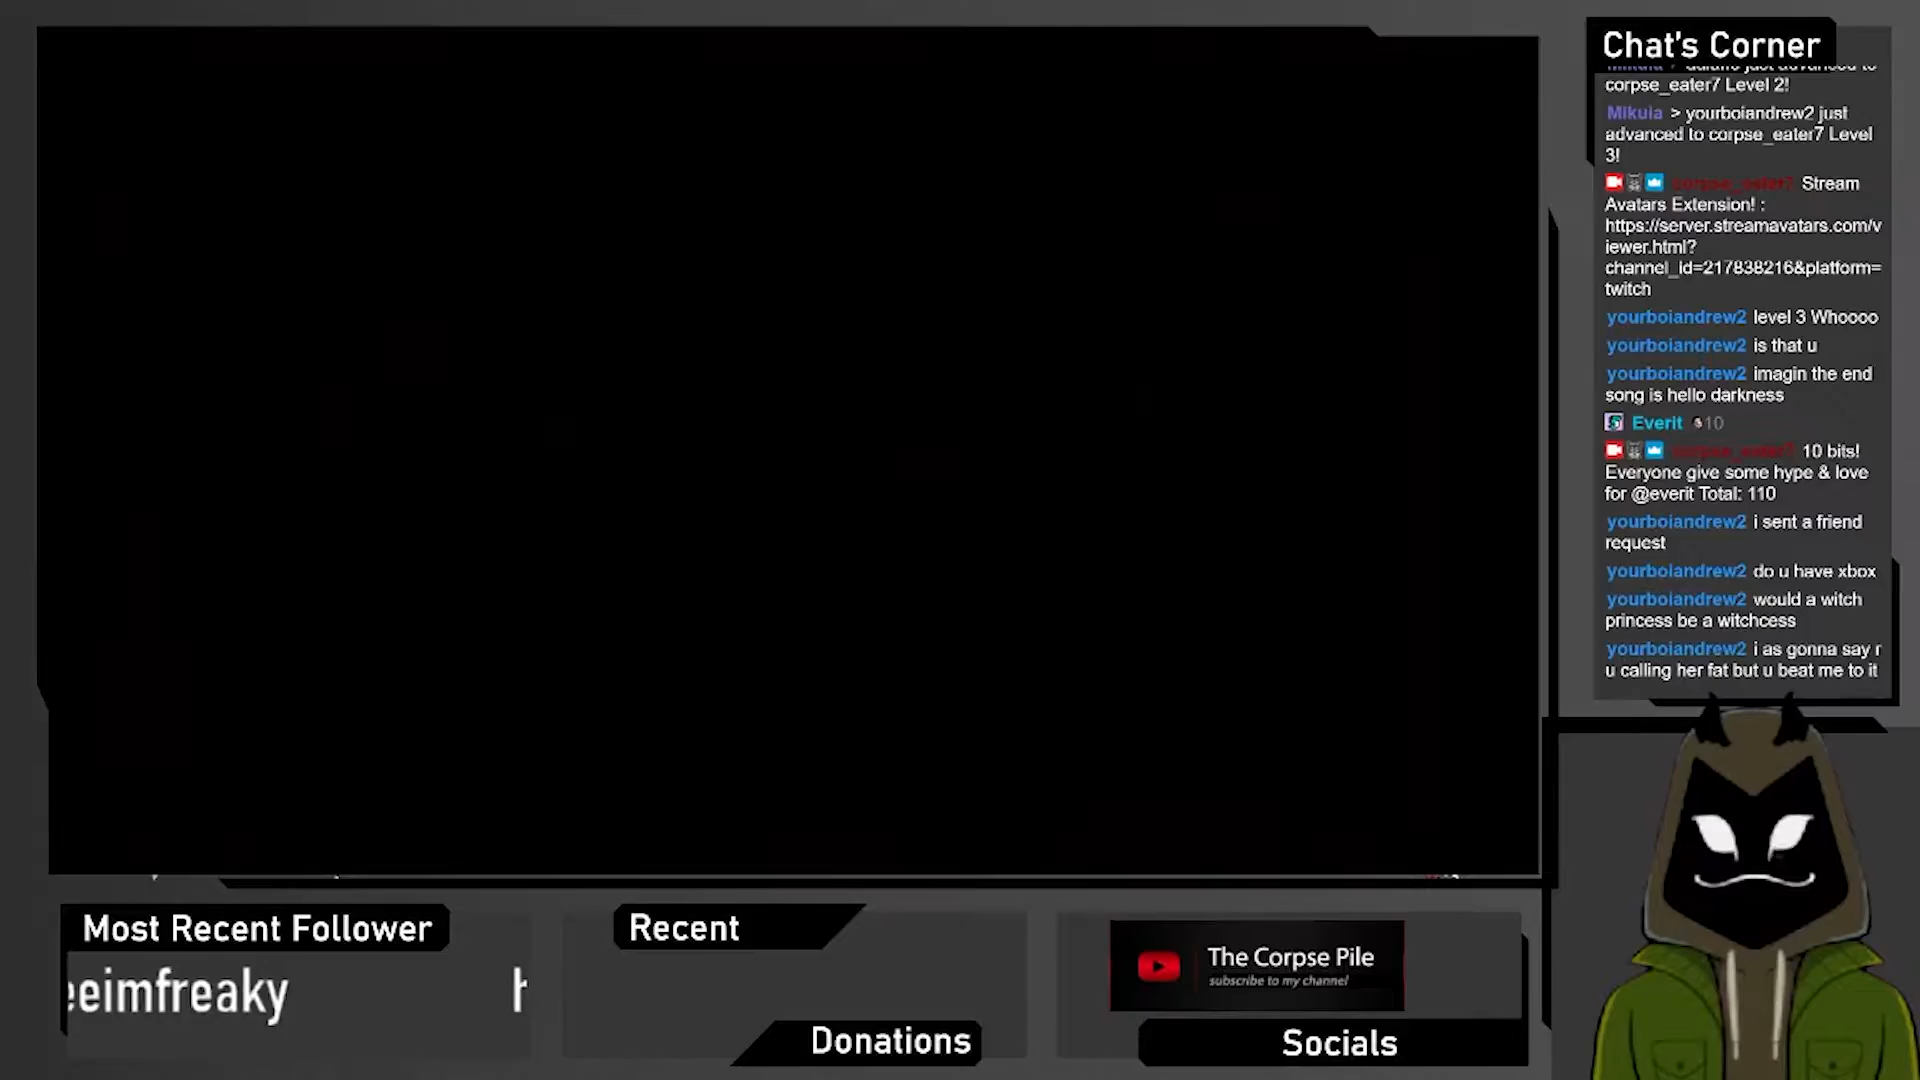 Chat's Corner
corpse_eater7 Level 2!
Mikuia > yourboiandrew2 just
advanced to corpse_eater7 Level
3!
corpse_eater7 Stream
Avatars Extension! :
https://server.streamavatars.com/v
iewer.html?
channel_id=217838216&platform=
twitch
yourboiandrew2 level 3 Whoooo
yourboiandrew2 is that u
yourboiandrew2 imagin the end
song is hello darkness
Everit 10
corpse_eater7 10 bits!
Everyone give some hype & love
for @everit Total: 110
yourboiandrew2 i sent a friend
request
yourboiandrew2 do u have xbox
yourboiandrew2 would a witch
princess be a witchcess
yourboiandrew2 i as gonna say r
u calling her fat but u beat me to it
Most Recent Follower
eeimfreaky h
Recent
Donations
The Corpse Pile
subscribe to my channel
Socials